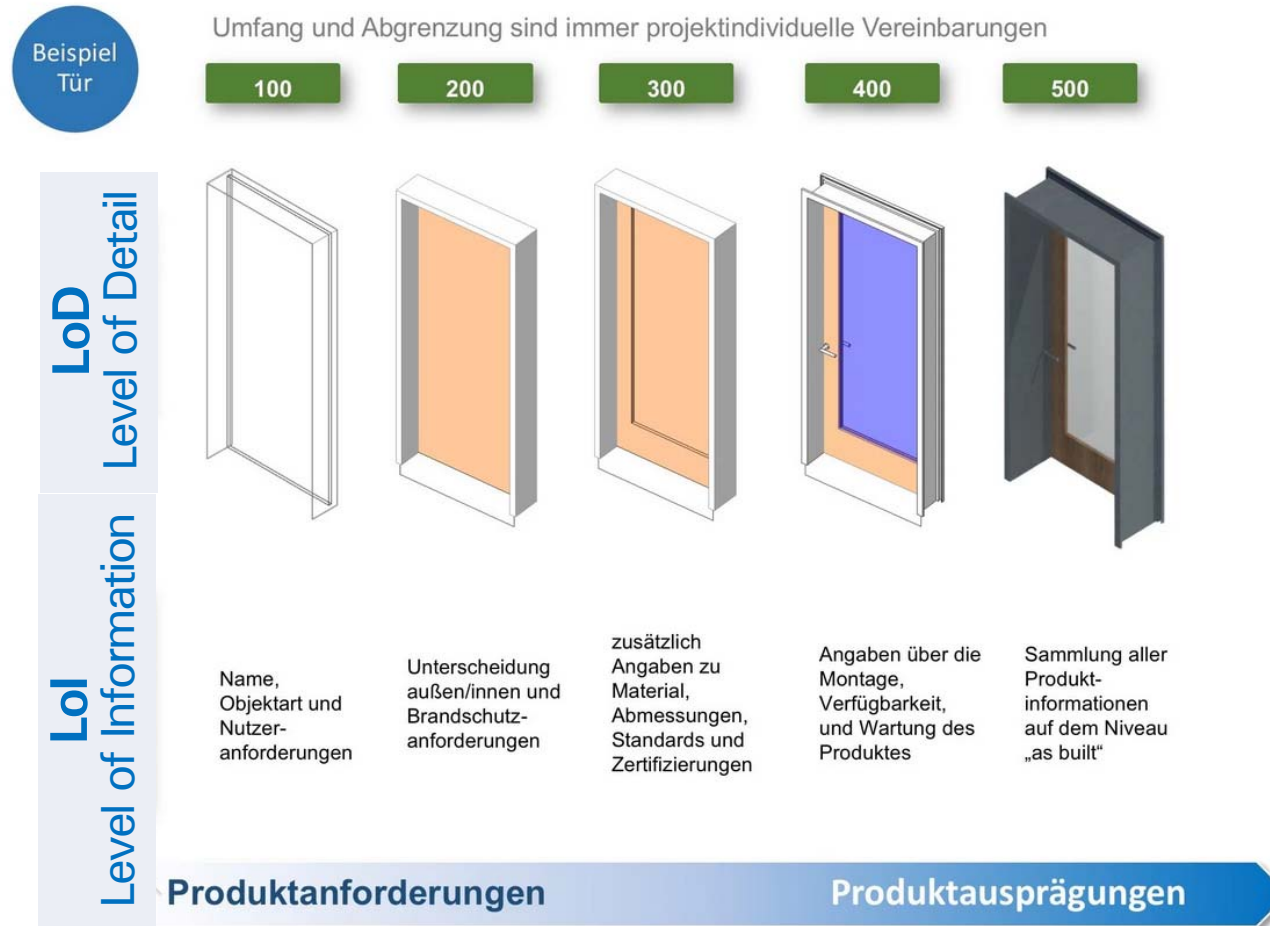 Umfang und Abgrenzung sind immer projektindividuelle Vereinbarungen
Beispiel
Tür
100
200
300
400
500
LoD
Level of Detail
LoI
Level of Information
Name,
Objektart und
Nutzer-
anforderungen
Unterscheidung
außen/innen und
Brandschutz-
anforderungen
zusätzlich
Angaben zu
Material,
Abmessungen,
Standards und
Zertifizierungen
Angaben über die
Montage,
Verfügbarkeit,
und Wartung des
Produktes
Sammlung aller
Produkt-
informationen
auf dem Niveau
„as built“
Produktanforderungen
Produktausprägungen